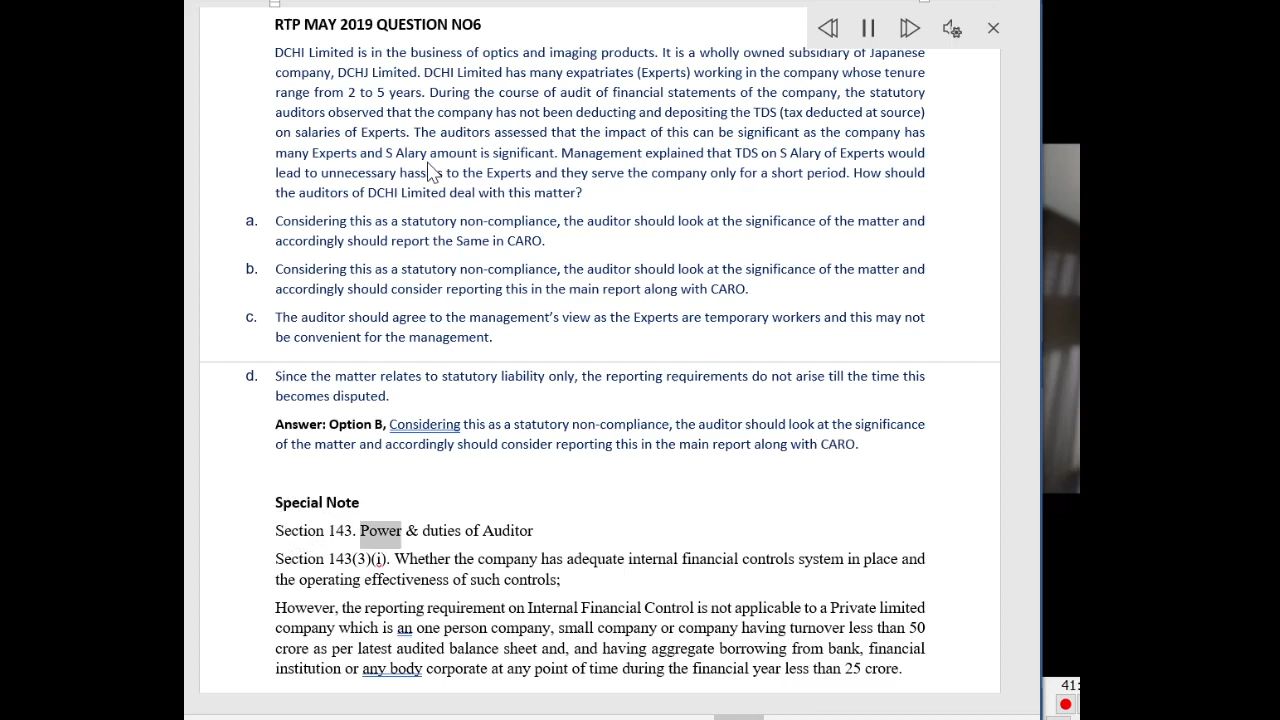 RTP MAY 2019 QUESTION NO6
DCHI Limited is in the business of optics and imaging products. It is a wholly owned subsidiary of Japanese
company, DCHJ Limited. DCHI Limited has many expatriates (Experts) working in the company whose tenure
range from 2 to 5 years. During the course of audit of financial statements of the company, the statutory
auditors observed that the company has not been deducting and depositing the TDS (tax deducted at source)
on salaries of Experts. The auditors assessed that the impact of this can be significant as the company has
many Experts and S Alary amount is significant. Management explained that TDS on S Alary of Experts would
lead to unnecessary to the Experts and they serve the company only for a short period. How should
the auditors of DCHI Limited deal with this matter?
a. Considering this as a statutory non-compliance, the auditor should look at the significance of the matter and
accordingly should report the Same in CARO.
b. Considering this as a statutory non-compliance, the auditor should look at the significance of the matter and
accordingly should consider reporting this in the main report along with CARO.
c. The auditor should agree to the management's view as the Experts are temporary workers and this may not
be convenient for the management.
d. Since the matter relates to statutory liability only, the reporting requirements do not arise till the time this
becomes disputed.
Answer: Option B, Considering this as a statutory non-compliance, the auditor should look at the significance
of the matter and accordingly should consider reporting this in the main report along with CARO.
Special Note
Section 143. Power & duties of Auditor
Section 143(3)(i). Whether the company has adequate internal financial controls system in place and
the operating effectiveness of such controls;
However, the reporting requirement on Internal Financial Control is not applicable to a Private limited
company which is an one person company, small company or company having turnover less than 50
crore as per latest audited balance sheet and, and having aggregate borrowing from bank, financial
institution or any body corporate at any point of time during the financial year less than 25 crore.
41: